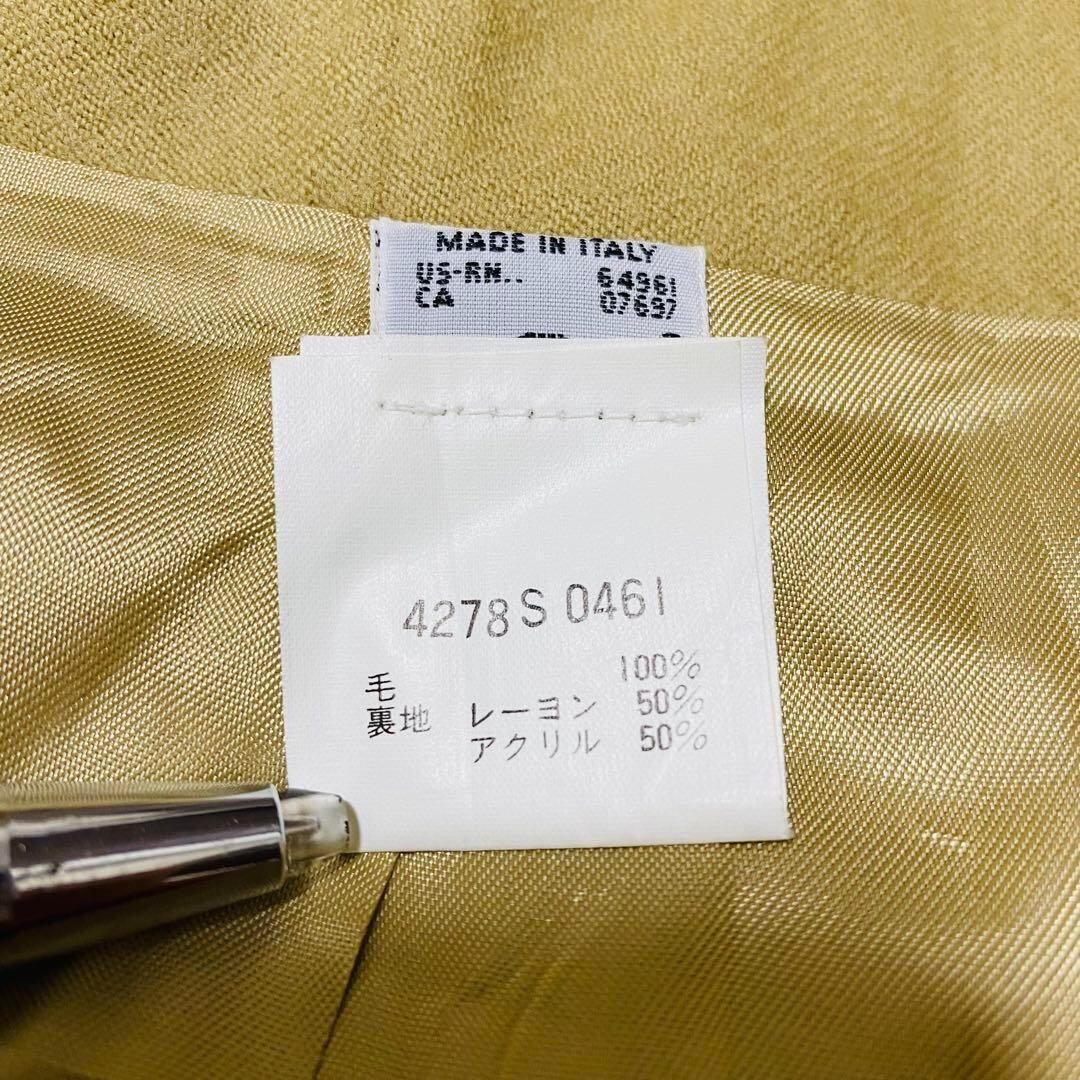 MADE IN ITALY
US-RN.. 64961
CA 07697
4278 S 0461
毛 100%
裏地 レーヨン 50%
アクリル 50%